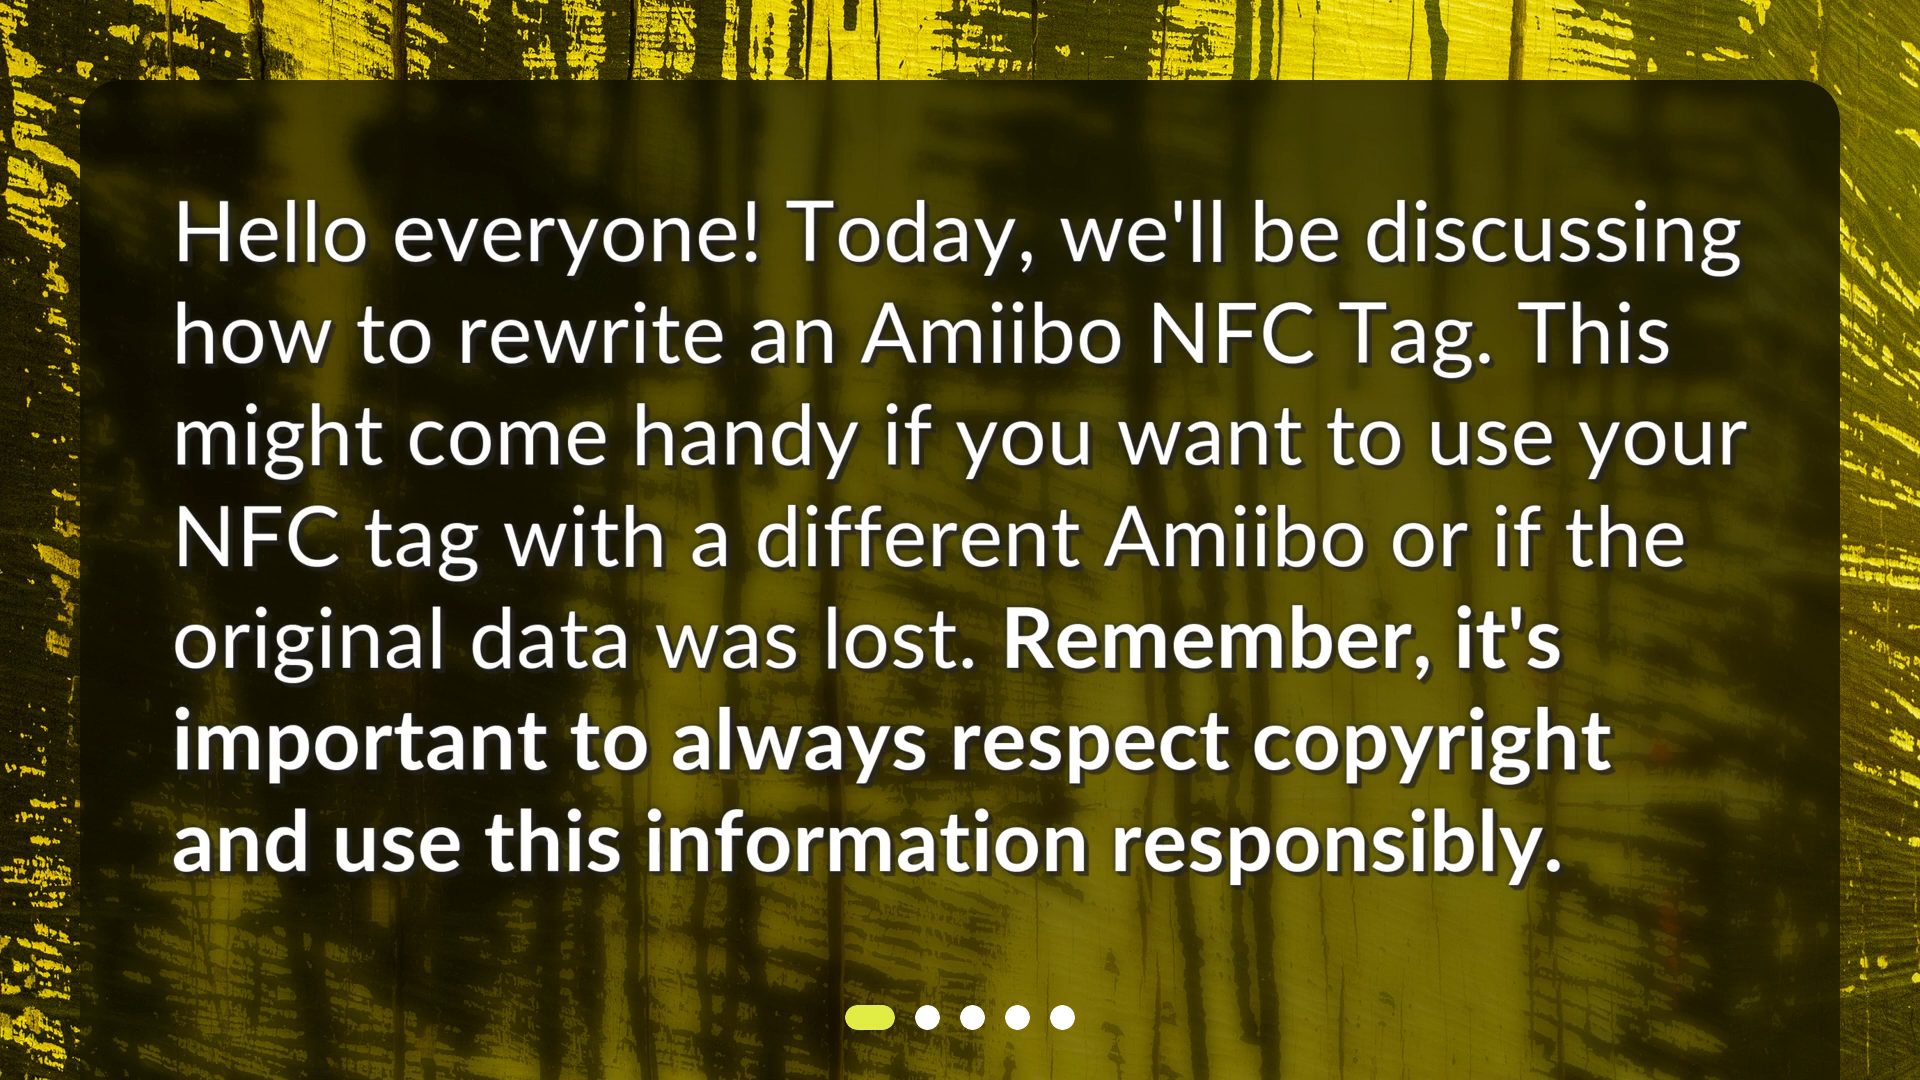 Hello everyone! Today, we'll be discussing
how to rewrite an Amiibo NFC Tag. This
might come handy if you want to use your
NFC tag with a different Amiibo or if the
original data was lost. Remember, it's
important to always respect copyright
and use this information responsibly.